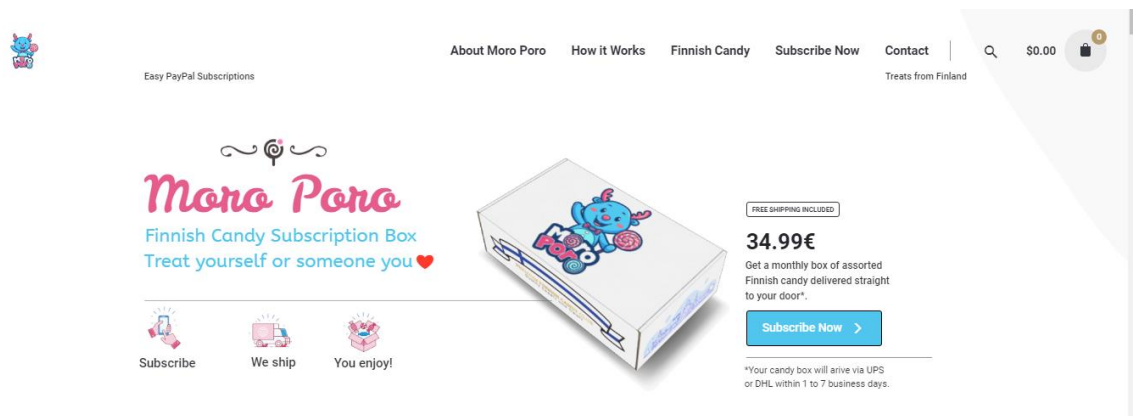 About Moro Poro How it Works Finnish Candy Subscribe Now Contact $0.00 0
Easy PayPal Subscriptions Treats from Finland
Moro Poro
Finnish Candy Subscription Box
Treat yourself or someone you
Subscribe
We ship
You enjoy!
MORO
PORO
FREE SHIPPING INCLUDED
34.99€
Get a monthly box of assorted
Finnish candy delivered straight
to your door*.
Subscribe Now
*Your candy box will arive via UPS
or DHL within 1 to 7 business days.